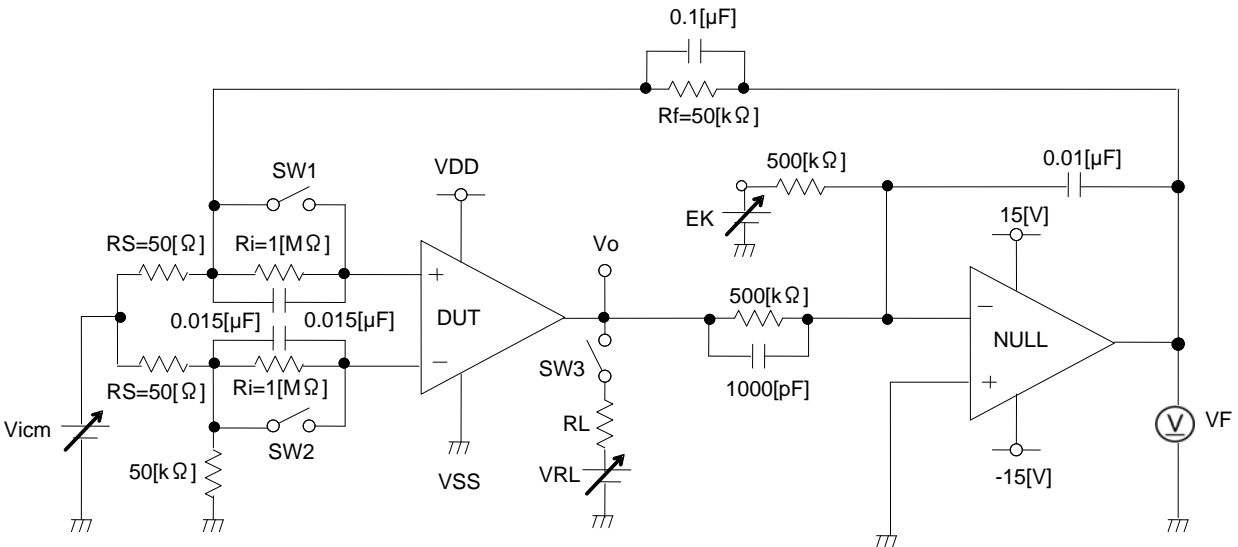 0.1[µF]
Rf=50[kΩ]
SW1
VDD
500[kΩ]
0.01[µF]
EK
15[V]
RS=50[Ω]
Ri=1[MΩ]
Vo
+
500[kΩ]
−
0.015[µF]
0.015[µF]
DUT
NULL
−
SW3
1000[pF]
+
RS=50[Ω]
Ri=1[MΩ]
V
VF
Vicm
SW2
RL
50[kΩ]
VSS
VRL
-15[V]